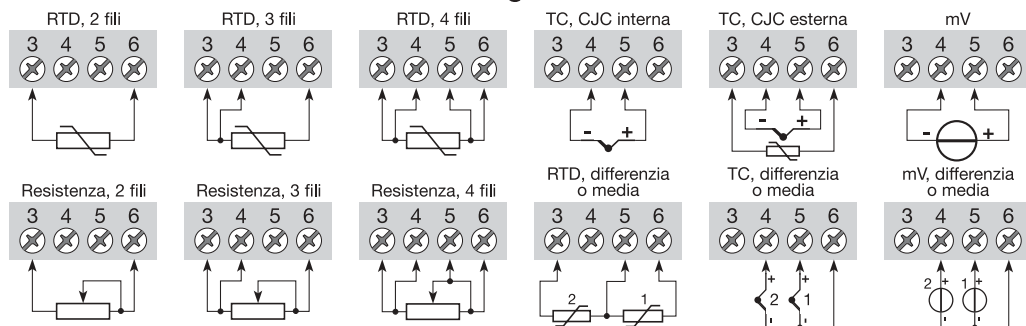 RTD, 2 fili
RTD, 3 fili
RTD, 4 fili
TC, CJC interna
TC, CJC esterna
mV
3 4 5 6
3 4 5 6
3 4 5 6
3 4 5 6
3 4 5 6
3 4 5 6
- +
- +
- +
Resistenza, 2 fili
Resistenza, 3 fili
Resistenza, 4 fili
RTD, differenzia
o media
TC, differenzia
o media
mV, differenzia
o media
3 4 5 6
3 4 5 6
3 4 5 6
3 4 5 6
3 4 5 6
3 4 5 6
2 1
+ +
2 1
- -
2 + 1 +
- -